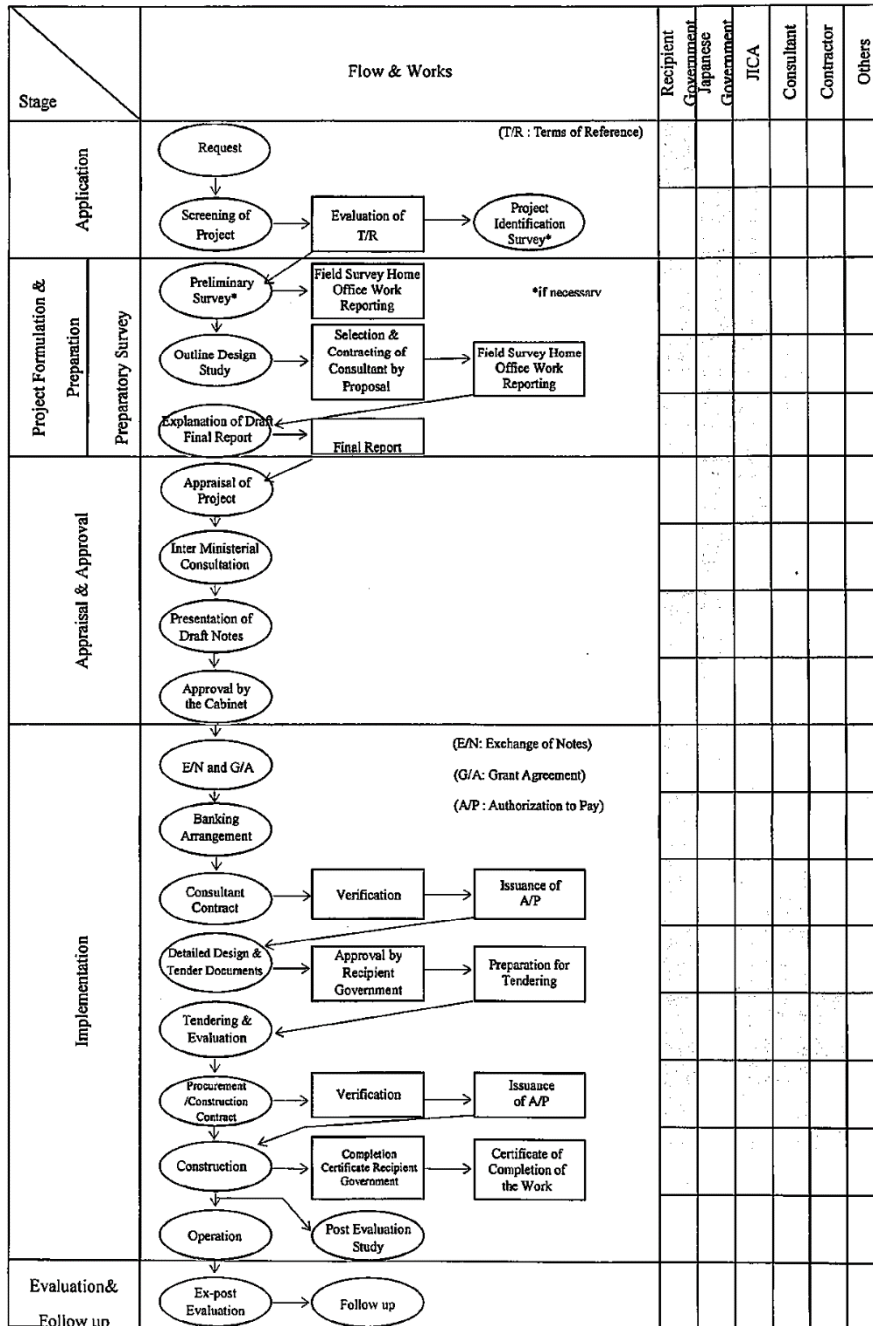 Stage
Flow & Works
Recipient
Government
Japanese
Government
JICA
Consultant
Contractor
Others
Application
(T/R : Terms of Reference)
Request
Screening of
Project
Evaluation of
T/R
Project
Identification
Survey*
Project Formulation &
Preparation
Preparatory Survey
Preliminary
Survey*
Field Survey Home
Office Work
Reporting
*if necessary
Outline Design
Study
Selection &
Contracting of
Consultant by
Proposal
Field Survey Home
Office Work
Reporting
Explanation of Draft
Final Report
Final Report
Appraisal & Approval
Appraisal of
Project
Inter Ministerial
Consultation
Presentation of
Draft Notes
Approval by
the Cabinet
Implementation
(E/N: Exchange of Notes)
(G/A: Grant Agreement)
(A/P : Authorization to Pay)
E/N and G/A
Banking
Arrangement
Consultant
Contract
Verification
Issuance of
A/P
Detailed Design &
Tender Documents
Approval by
Recipient
Government
Preparation for
Tendering
Tendering &
Evaluation
Procurement
/Construction
Contract
Verification
Issuance
of A/P
Construction
Completion
Certificate Recipient
Government
Certificate of
Completion of
the Work
Operation
Post Evaluation
Study
Evaluation&
Follow up
Ex-post
Evaluation
Follow up